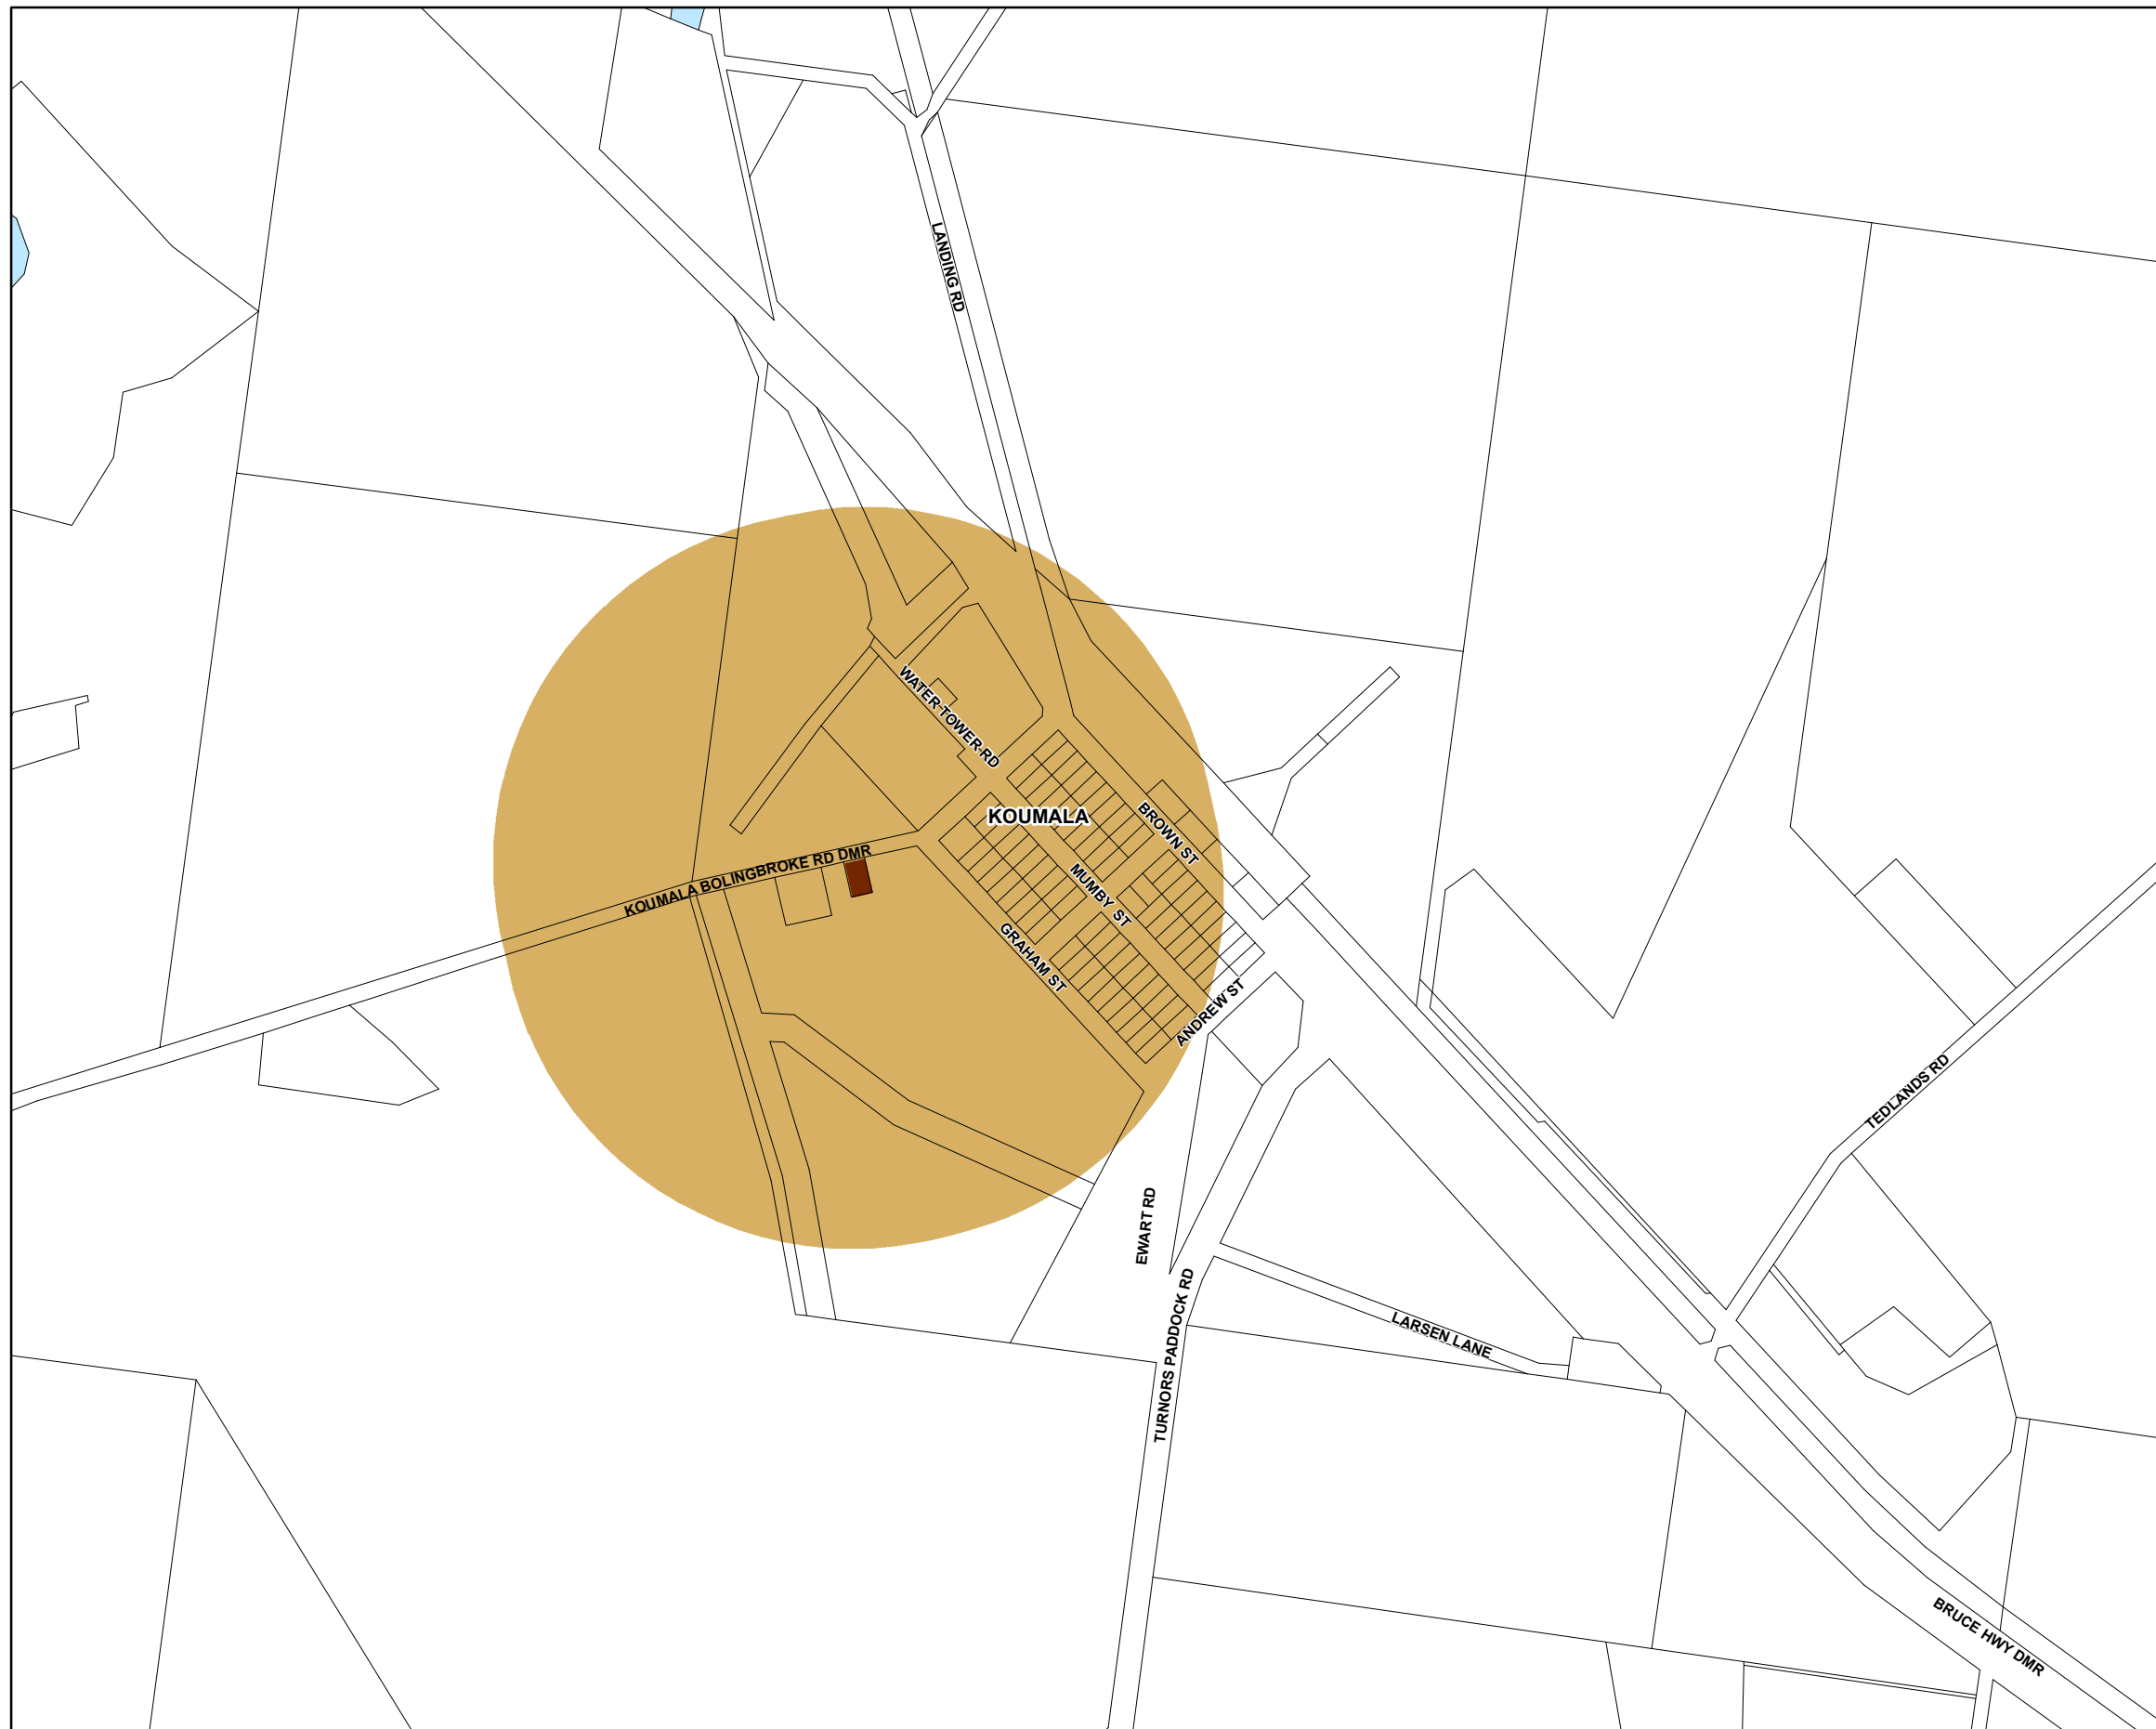 LANDING RD
WATER TOWER RD
KOUMALA
BROWN ST
KOUMALA BOLINGBROKE RD DMR
MUMBY ST
GRAHAM ST
ANDREW ST
TEDLANDS RD
EWART RD
TURNORS PADDOCK RD
LARSEN LANE
BRUCE HWY DMR